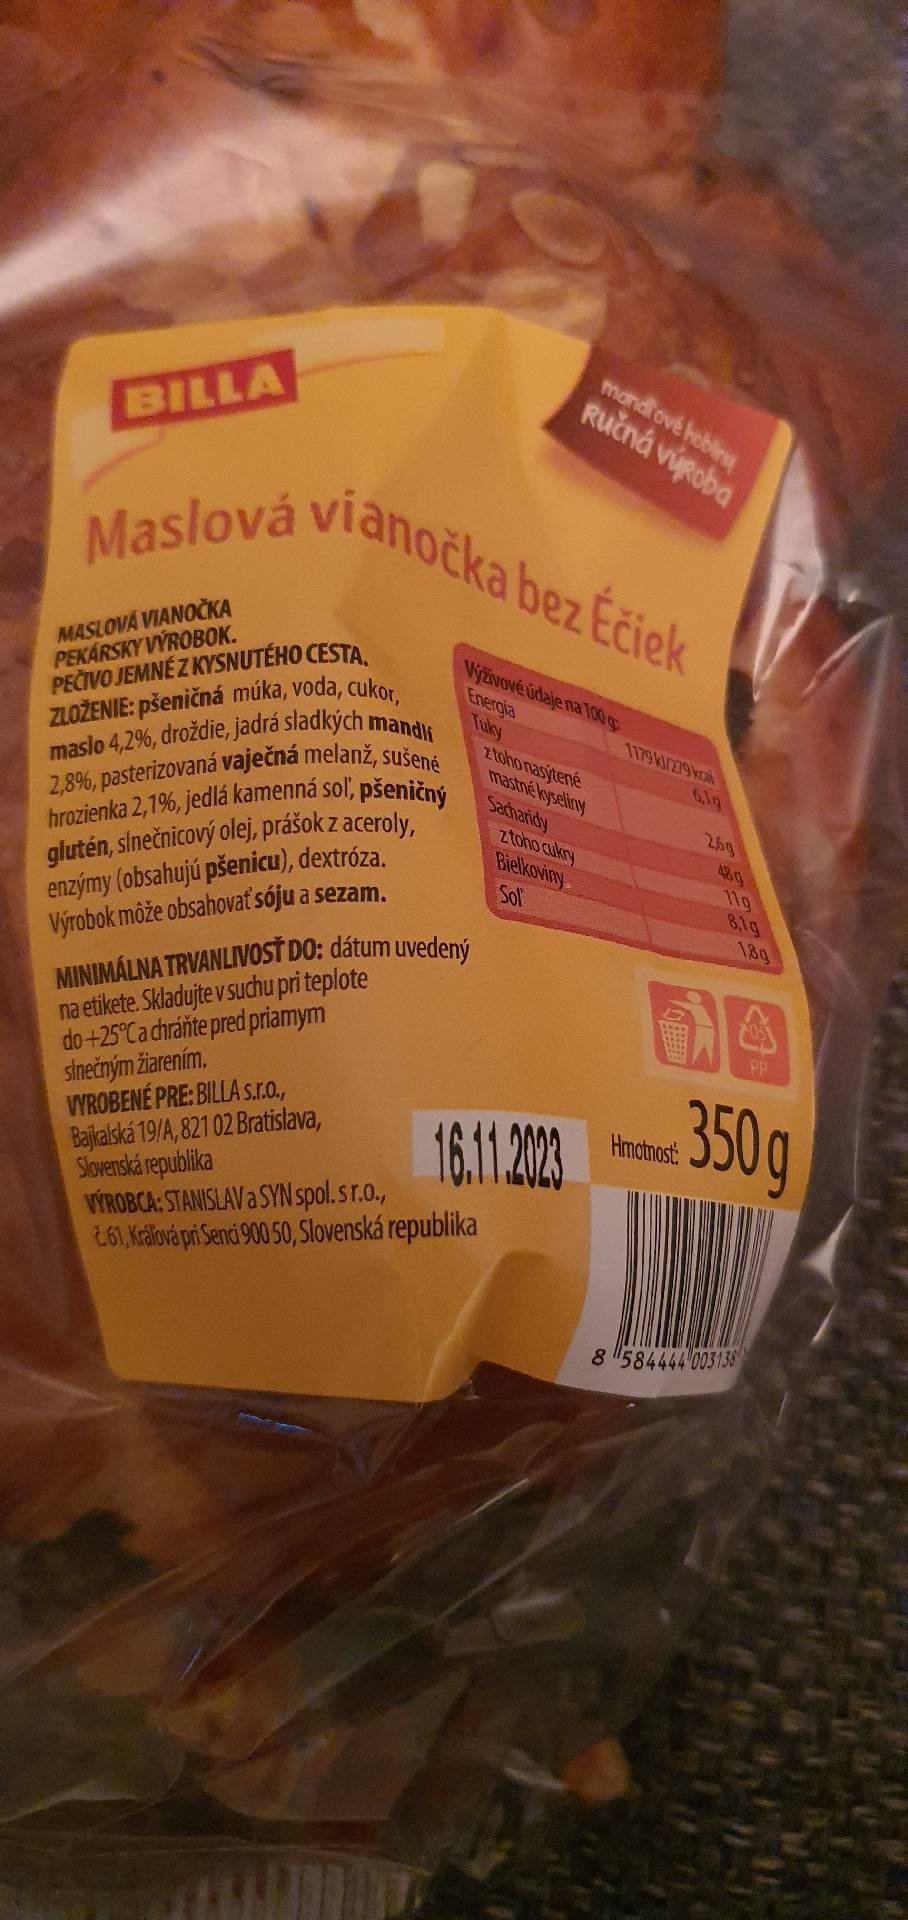 BILLA
mandľové hobliny
Ručná výroba
Maslová vianočka bez Éčiek
MASLOVÁ VIANOČKA
PEKÁRSKY VÝROBOK.
PEČIVO JEMNÉ Z KYSNUTÉHO CESTA.
ZLOŽENIE: pšeničná múka, voda, cukor,
maslo 4,2%, droždie, jadrá sladkých mandlí
2,8%, pasterizovaná vaječná melanž, sušené
hrozienka 2,1%, jedlá kamenná soľ, pšeničný
glutén, slnečnicový olej, prášok z aceroly,
enzýmy (obsahujú pšenicu), dextróza.
Výrobok môže obsahovať sóju a sezam.
MINIMÁLNA TRVANLIVOSŤ DO: dátum uvedený
na etikete. Skladujte v suchu pri teplote
do +25°C a chráňte pred priamym
slnečným žiarením.
VYROBENÉ PRE: BILLA s.r.o.,
Bajkalská 19/A, 821 02 Bratislava,
Slovenská republika
VÝROBCA: STANISLAV a SYN spol. s r.o.,
č.61, Kráľová pri Senci 900 50, Slovenská republika
Výživové údaje na 100 g:
Energia 1179 kJ/279 kcal
Tuky 6,1 g
z toho nasýtené
mastné kyseliny 2,6 g
Sacharidy 48 g
z toho cukry 11 g
Bielkoviny 8,1 g
Soľ 1,8 g
05
PP
16.11.2023
Hmotnosť: 350 g
8 584444 003138